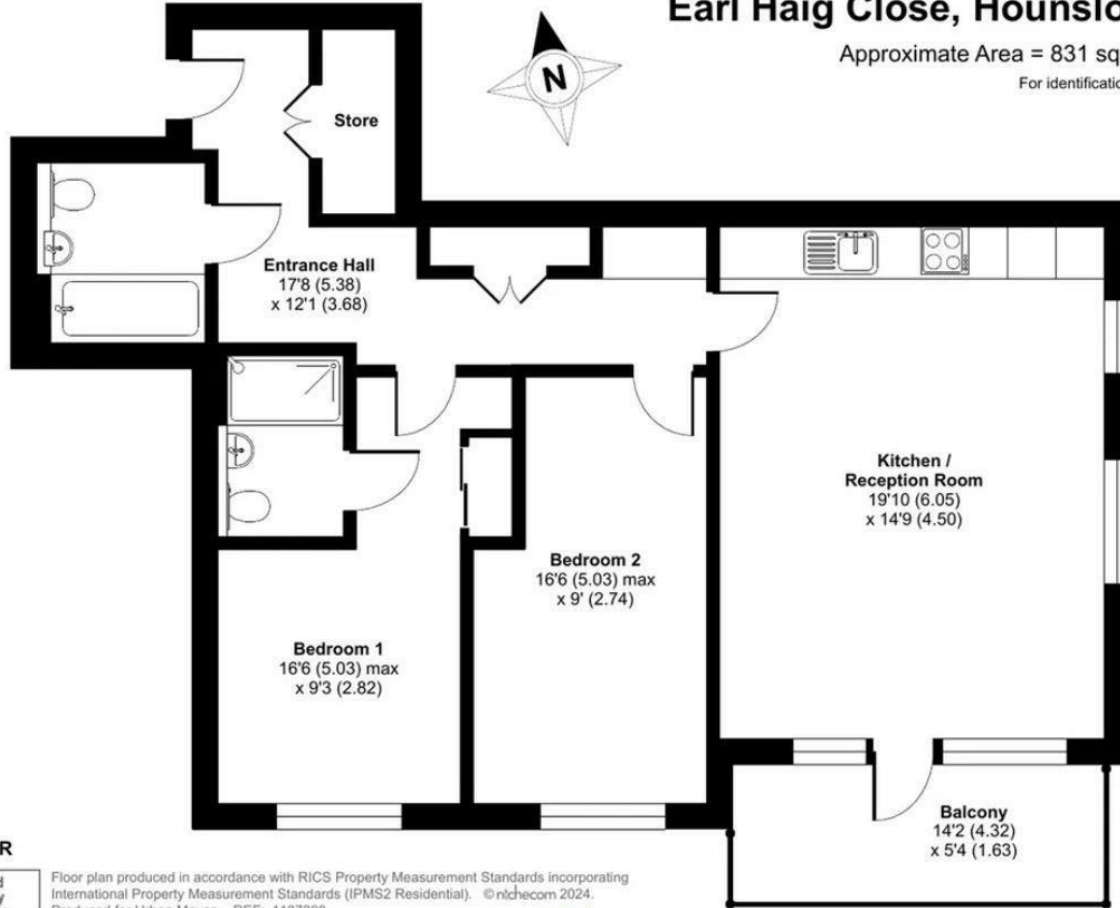 Earl Haig Close,
Approximate Area = 831
For
N
Store
Entrance Hall
17'8 (5.38)
x 12'1 (3.68)
Kitchen /
Reception Room
19'10 (6.05)
x 14'9 (4.50)
Bedroom 2
16'6 (5.03) max
x 9' (2.74)
Bedroom 1
16'6 (5.03) max
x 9'3 (2.82)
Balcony
14'2 (4.32)
x 5'4 (1.63)
Floor plan produced in accordance with RICS Property Measurement Standards incorporating
International Property Measurement Standards (IPMS2 Residential). © nichecom 2024.